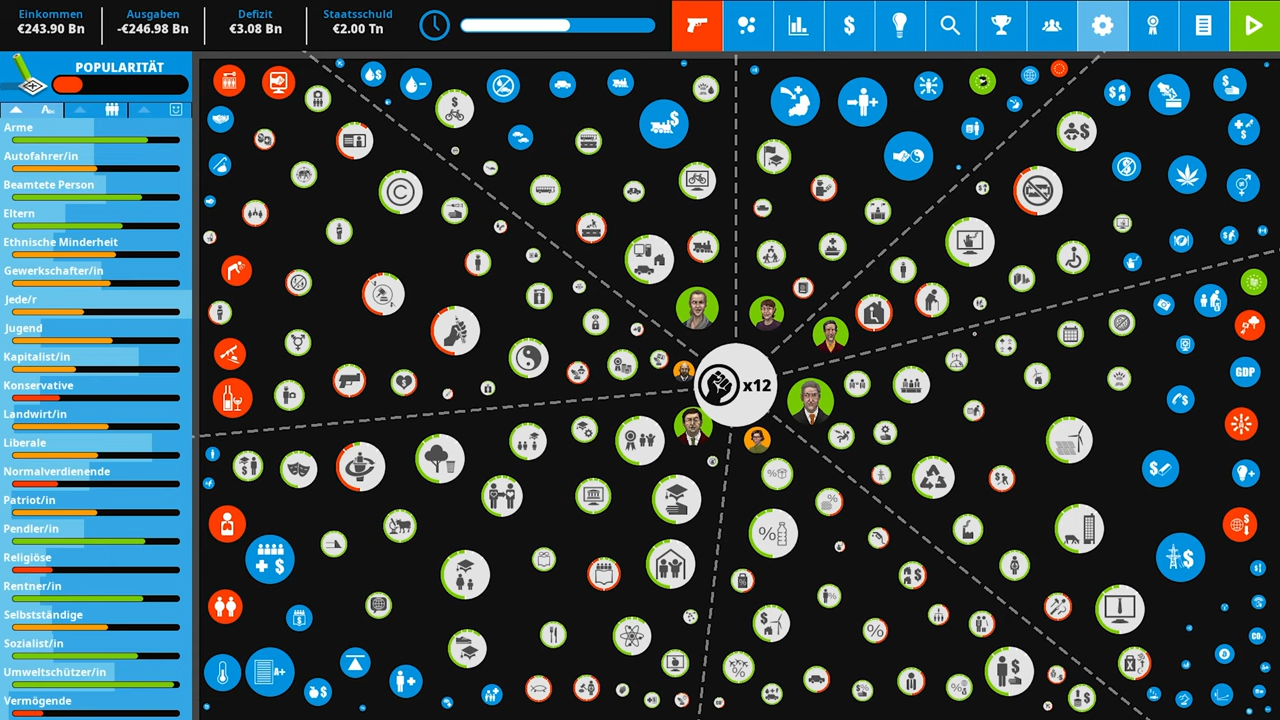 Einkommen
€243.90 Bn
Ausgaben
-€246.98 Bn
Defizit
€3.08 Bn
Staatsschuld
€2.00 Tn
POPULARITÄT
Arme
Autofahrer/in
Beamtete Person
Eltern
Ethnische Minderheit
Gewerkschafter/in
Jede/r
Jugend
Kapitalist/in
Konservative
Landwirt/in
Liberale
Normalverdienende
Patriot/in
Pendler/in
Religiöse
Rentner/in
Selbstständige
Sozialist/in
Umweltschützer/in
Vermögende
x12
GDP
A+
CO₂